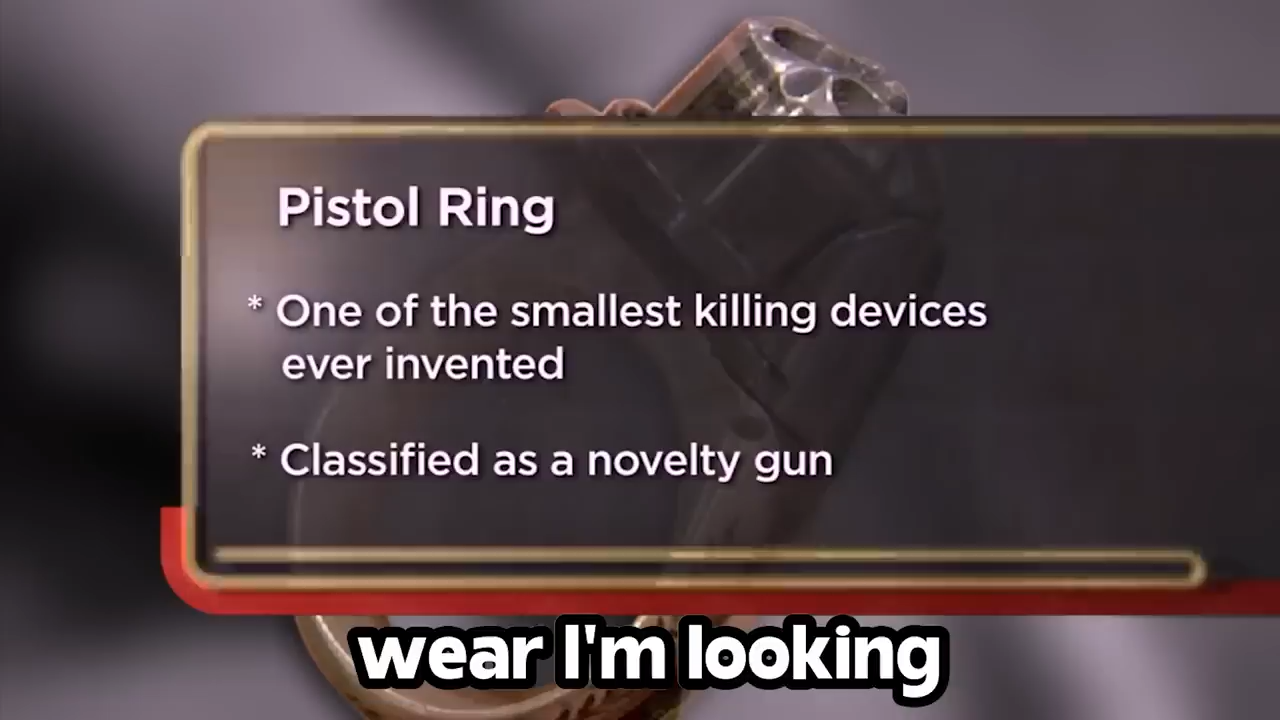 Pistol Ring
* One of the smallest killing devices
ever invented
* Classified as a novelty gun
wear I'm looking